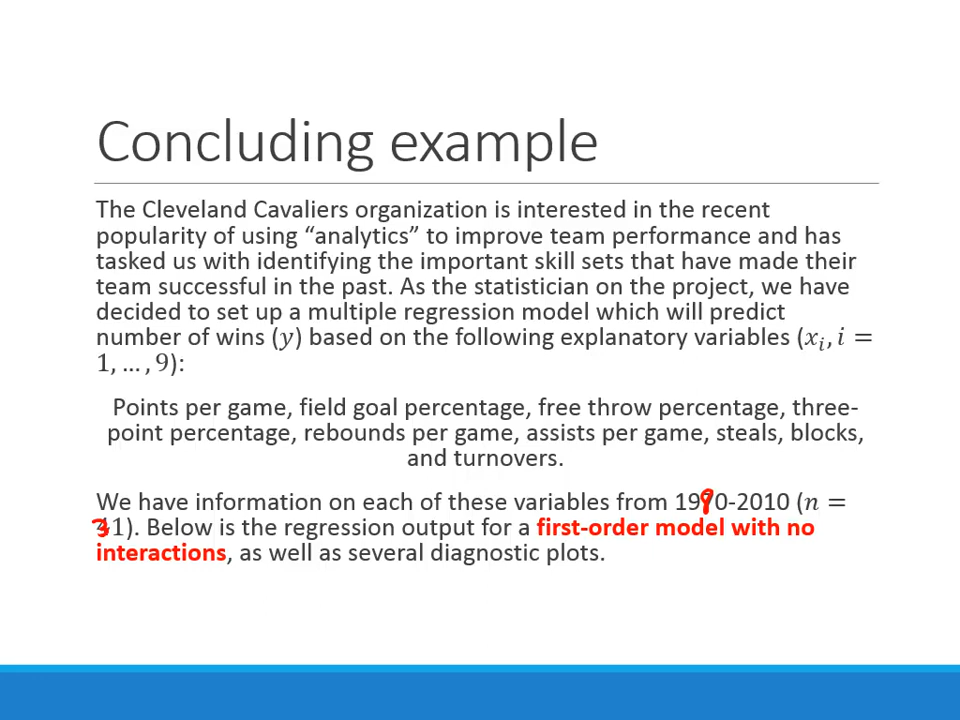 Concluding example
The Cleveland Cavaliers organization is interested in the recent
popularity of using “analytics” to improve team performance and has
tasked us with identifying the important skill sets that have made their
team successful in the past. As the statistician on the project, we have
decided to set up a multiple regression model which will predict
number of wins (y) based on the following explanatory variables (xᵢ, i =
1, … , 9):
Points per game, field goal percentage, free throw percentage, three-
point percentage, rebounds per game, assists per game, steals, blocks,
and turnovers.
We have information on each of these variables from 1970-2010 (n =
41). Below is the regression output for a first-order model with no
interactions, as well as several diagnostic plots.